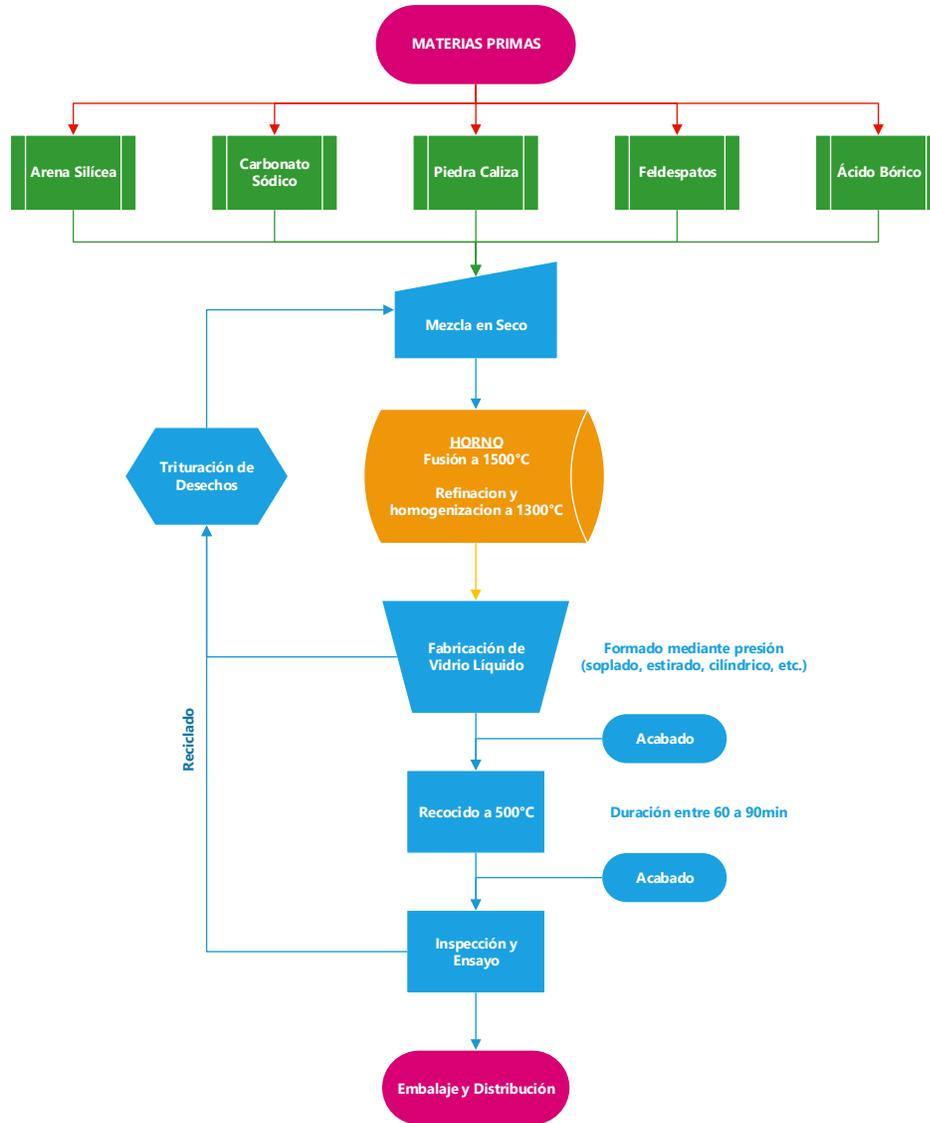 MATERIAS PRIMAS
Arena Silícea
Carbonato
Sódico
Piedra Caliza
Feldespatos
Ácido Bórico
Mezcla en Seco
HORNO
Fusión a 1500°C
Refinacion y
homogenizacion a 1300°C
Trituración de
Desechos
Fabricación de
Vidrio Líquido
Formado mediante presión
(soplado, estirado, cilíndrico, etc.)
Reciclado
Acabado
Recocido a 500°C
Duración entre 60 a 90min
Acabado
Inspección y
Ensayo
Embalaje y Distribución